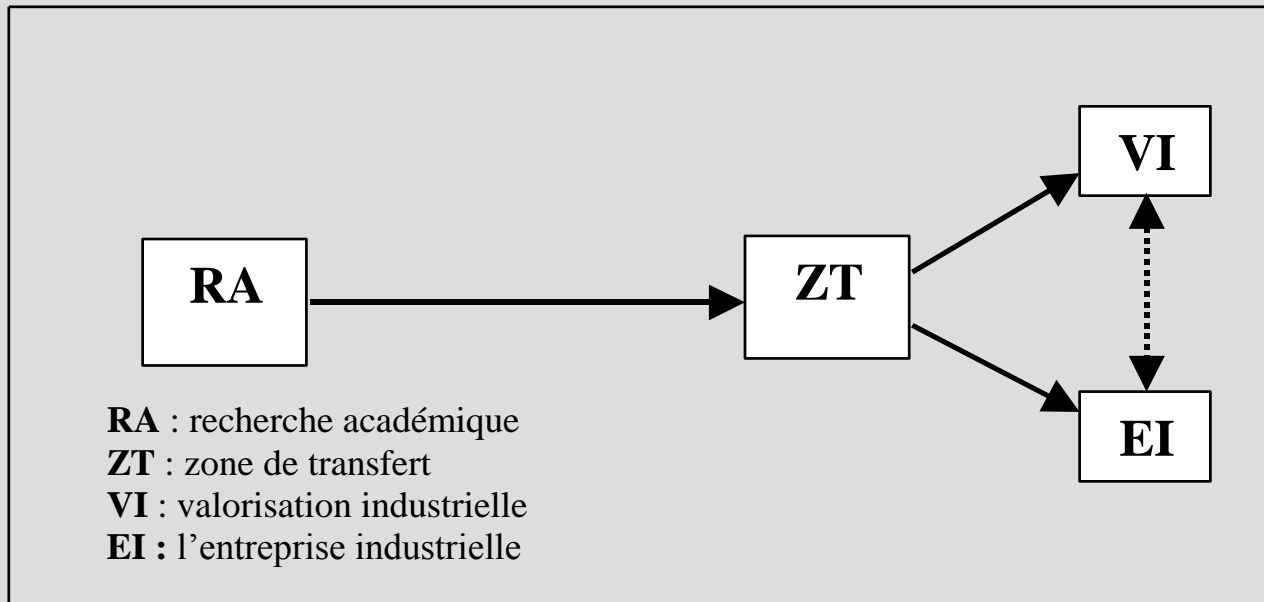 VI
RA
ZT
EI
RA : recherche académique
ZT : zone de transfert
VI : valorisation industrielle
EI : l’entreprise industrielle